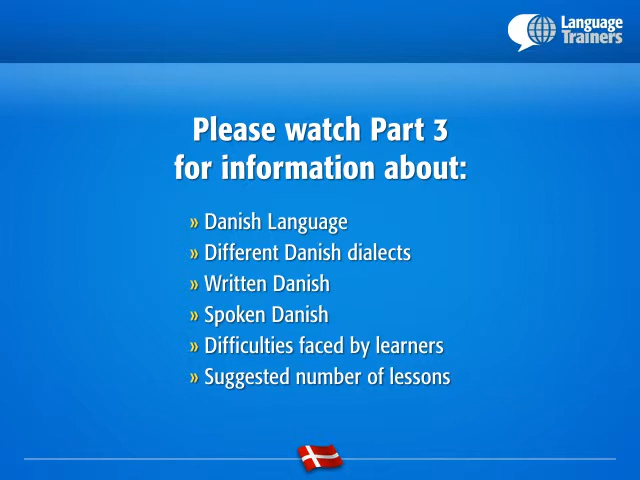 Language
Trainers
Please watch Part 3
for information about:
» Danish Language
» Different Danish dialects
» Written Danish
» Spoken Danish
» Difficulties faced by learners
» Suggested number of lessons